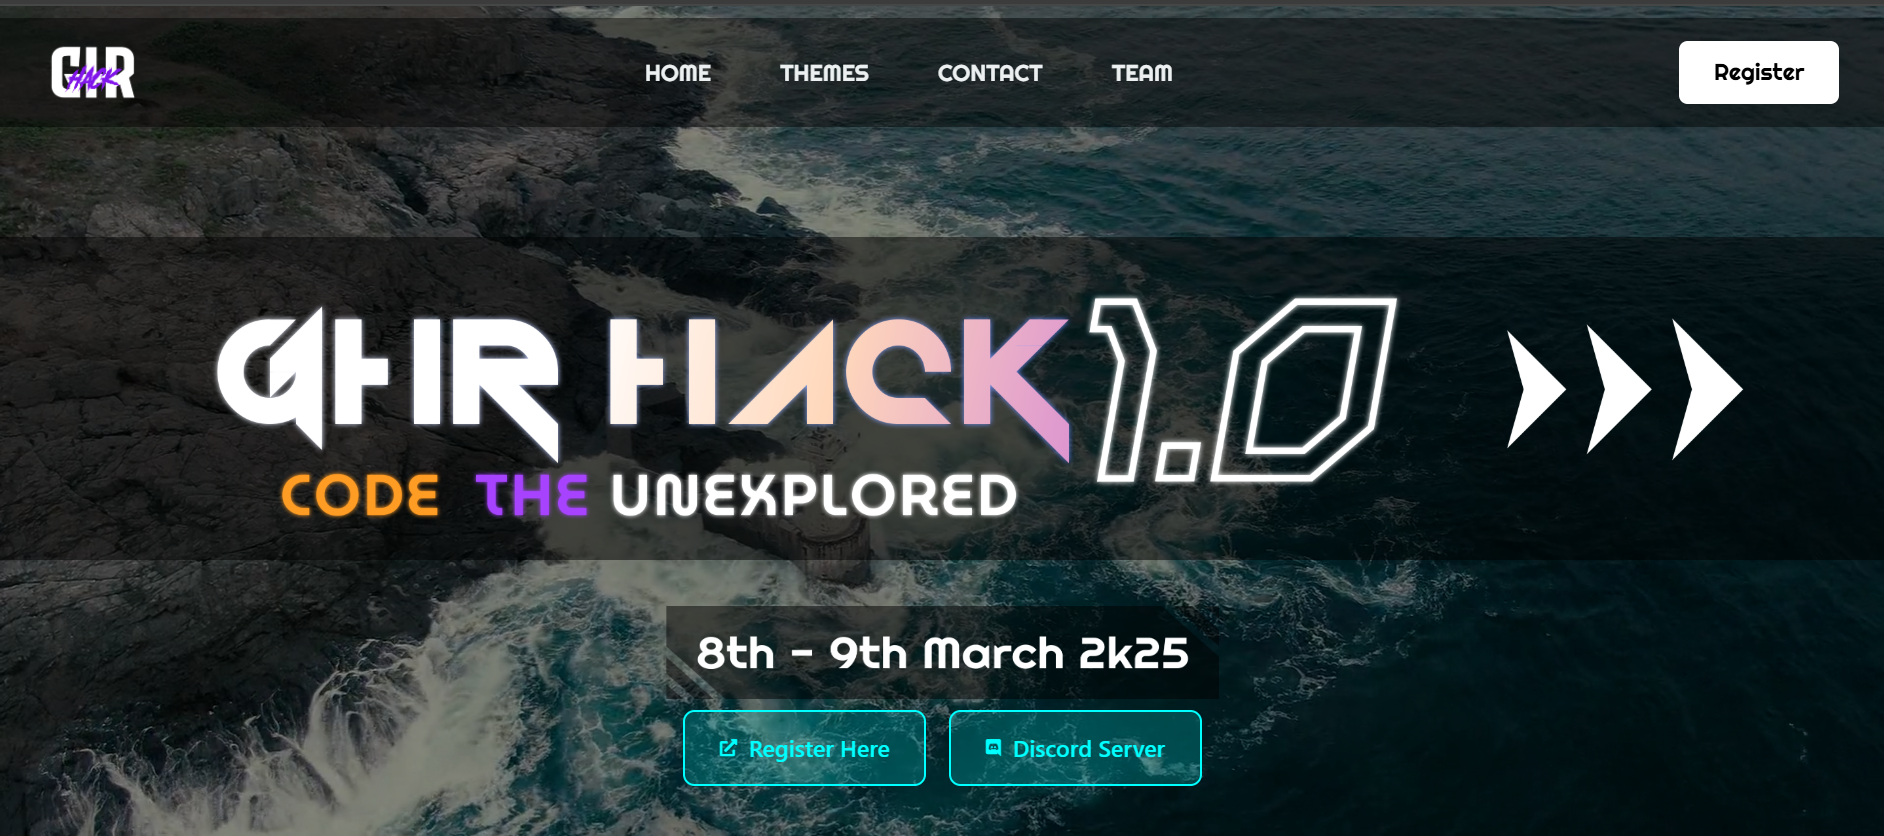 GHR HACK
HOME THEMES CONTACT TEAM Register
GHR HACK 1.0
CODE THE UNEXPLORED
8th - 9th March 2k25
Register Here Discord Server